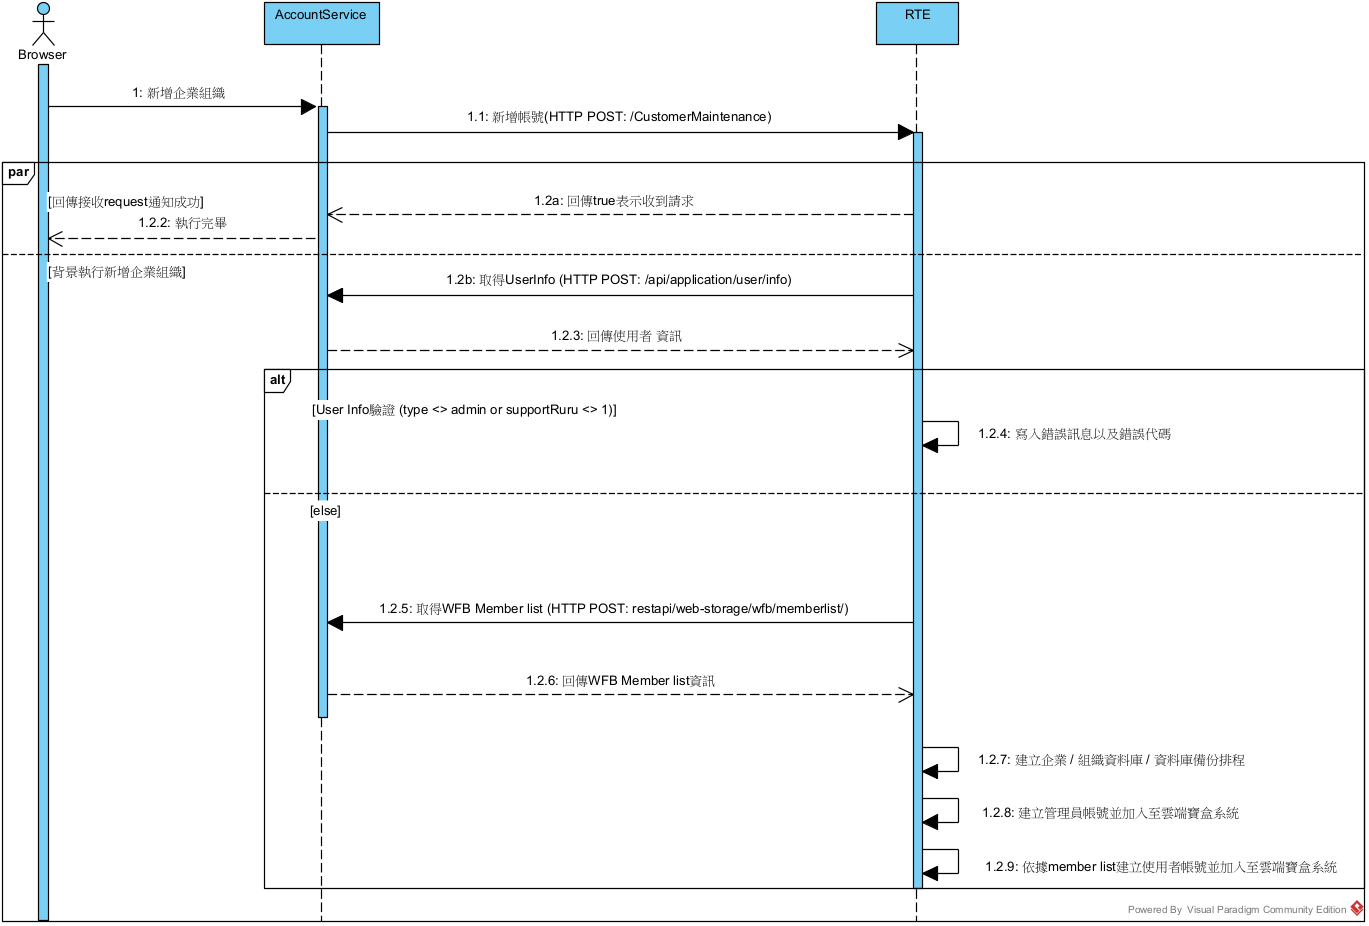 AccountService
RTE
Browser
1: 新增企業組織
1.1: 新增帳號(HTTP POST: /CustomerMaintenance)
par
[回傳接收request通知成功]
1.2a: 回傳true表示收到請求
1.2.2: 執行完畢
[背景執行新增企業組織]
1.2b: 取得UserInfo (HTTP POST: /api/application/user/info)
1.2.3: 回傳使用者 資訊
alt
[User Info驗證 (type <> admin or supportRuru <> 1)]
1.2.4: 寫入錯誤訊息以及錯誤代碼
[else]
1.2.5: 取得WFB Member list (HTTP POST: restapi/web-storage/wfb/memberlist/)
1.2.6: 回傳WFB Member list資訊
1.2.7: 建立企業 / 組織資料庫 / 資料庫備份排程
1.2.8: 建立管理員帳號並加入至雲端寶盒系統
1.2.9: 依據member list建立使用者帳號並加入至雲端寶盒系統
Powered By Visual Paradigm Community Edition